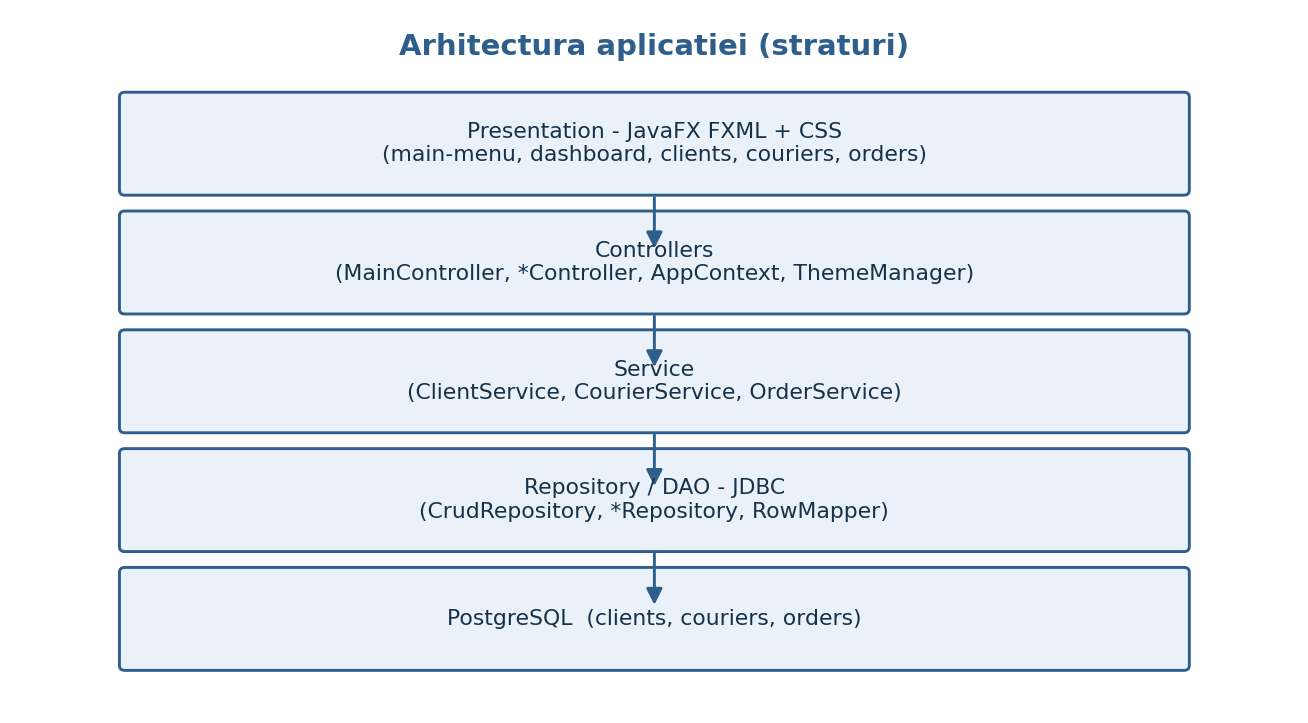 Arhitectura aplicatiei (straturi)
Presentation - JavaFX FXML + CSS
(main-menu, dashboard, clients, couriers, orders)
Controllers
(MainController, *Controller, AppContext, ThemeManager)
Service
(ClientService, CourierService, OrderService)
Repository / DAO - JDBC
(CrudRepository, *Repository, RowMapper)
PostgreSQL  (clients, couriers, orders)